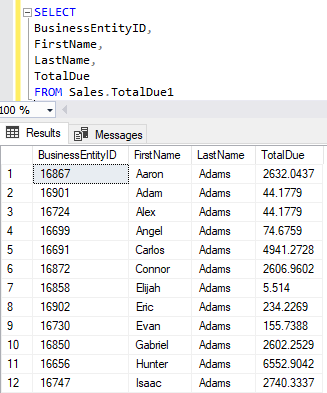 SELECT
BusinessEntityID,
FirstName,
LastName,
TotalDue
FROM Sales.TotalDue1
100 %
Results Messages
BusinessEntityID FirstName LastName TotalDue
1 16867 Aaron Adams 2632.0437
2 16901 Adam Adams 44.1779
3 16724 Alex Adams 44.1779
4 16699 Angel Adams 74.6759
5 16691 Carlos Adams 4941.2728
6 16872 Connor Adams 2606.9602
7 16858 Elijah Adams 5.514
8 16902 Eric Adams 234.2269
9 16730 Evan Adams 155.7388
10 16850 Gabriel Adams 2602.2529
11 16656 Hunter Adams 6552.9042
12 16747 Isaac Adams 2740.3337